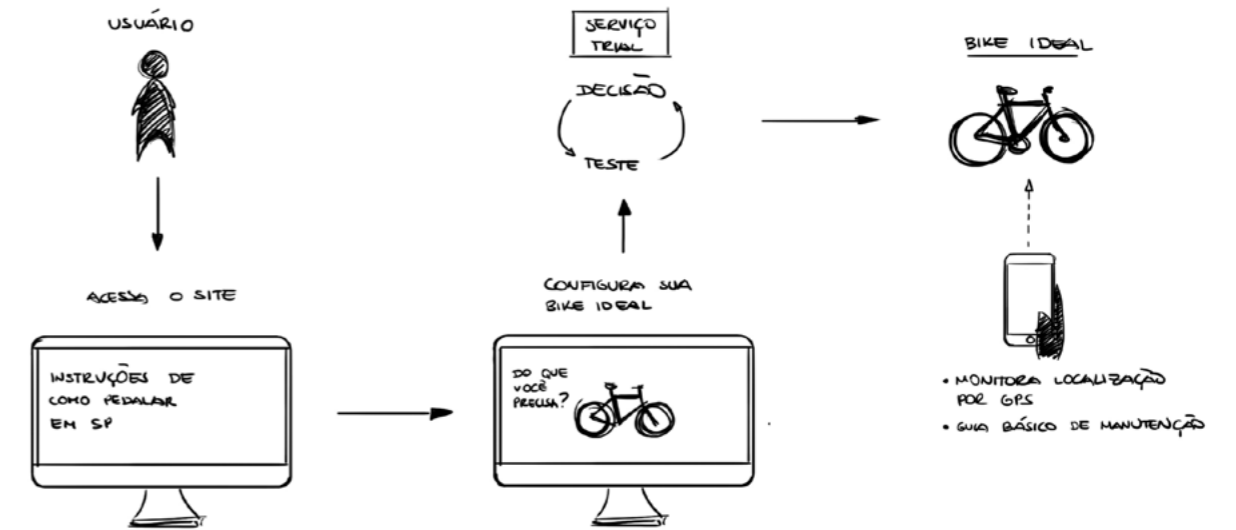 USUÁRIO
ACESSA O SITE
INSTRUÇÕES DE
COMO PEDALAR
EM SP
CONFIGURA SUA
BIKE IDEAL
DO QUE
VOCÊ
PRECISA?
SERVIÇO
TRIAL
DECISÃO
TESTE
BIKE IDEAL
• MONITORA LOCALIZAÇÃO
POR GPS
• GUIA BÁSICO DE MANUTENÇÃO